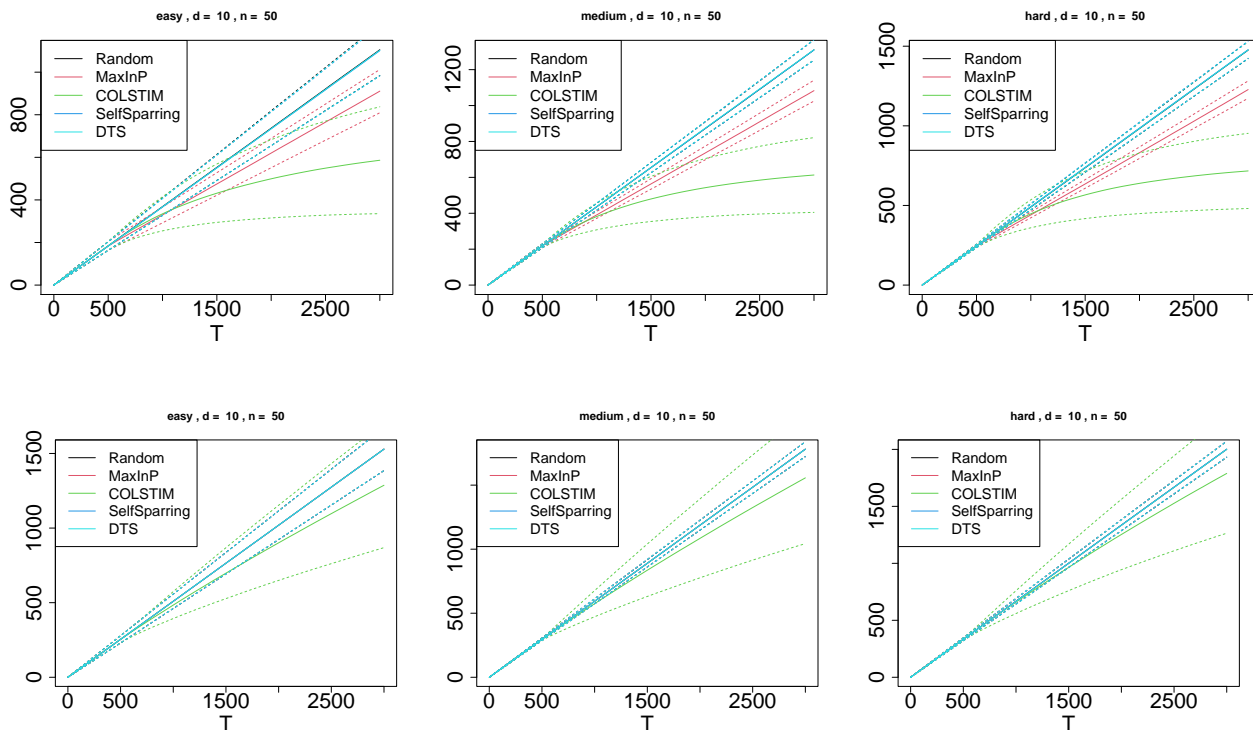 easy , d = 10 , n = 50
Random
MaxInP
COLSTIM
SelfSparring
DTS
0
400
800
0
500
1500
2500
T
medium , d = 10 , n = 50
Random
MaxInP
COLSTIM
SelfSparring
DTS
0
400
800
1200
0
500
1500
2500
T
hard , d = 10 , n = 50
Random
MaxInP
COLSTIM
SelfSparring
DTS
0
500
1000
1500
0
500
1500
2500
T
easy , d = 10 , n = 50
Random
MaxInP
COLSTIM
SelfSparring
DTS
0
500
1000
1500
0
500
1500
2500
T
medium , d = 10 , n = 50
Random
MaxInP
COLSTIM
SelfSparring
DTS
0
500
1000
0
500
1500
2500
T
hard , d = 10 , n = 50
Random
MaxInP
COLSTIM
SelfSparring
DTS
0
500
1500
0
500
1500
2500
T